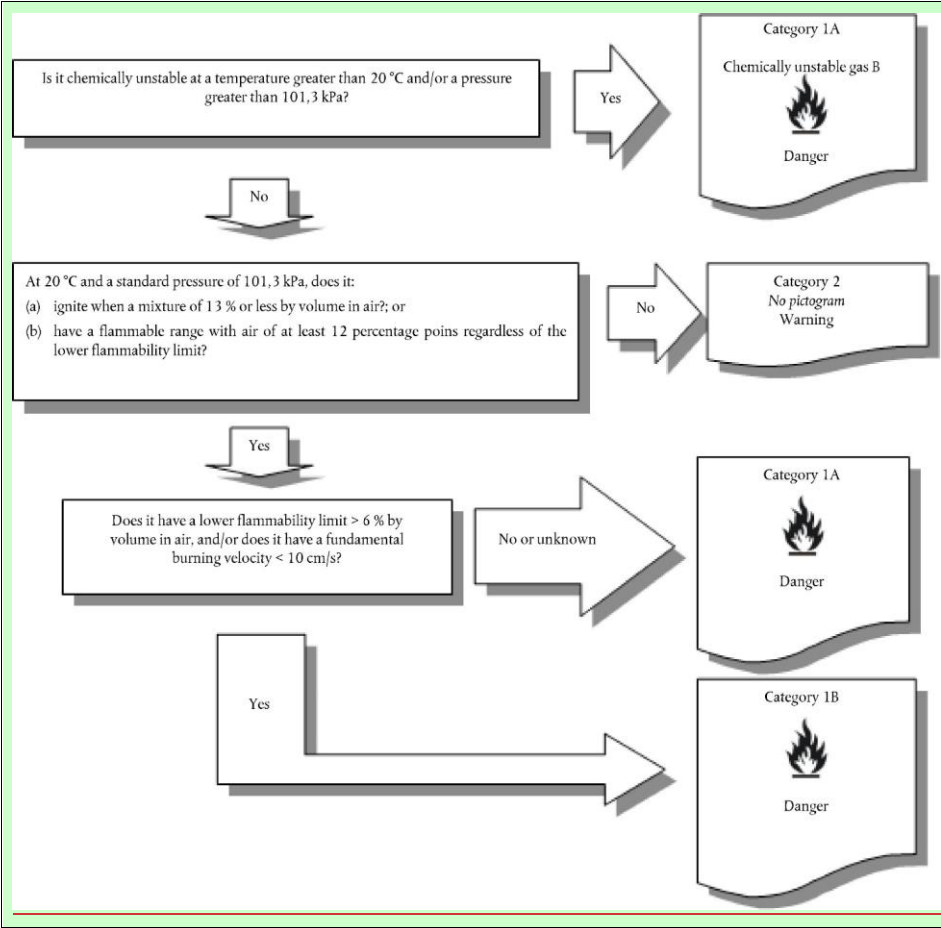 Category 1A
Is it chemically unstable at a temperature greater than 20 °C and/or a pressure
greater than 101,3 kPa?
Yes
Chemically unstable gas B
Danger
No
At 20 °C and a standard pressure of 101,3 kPa, does it:
(a) ignite when a mixture of 13 % or less by volume in air?; or
(b) have a flammable range with air of at least 12 percentage poins regardless of the
lower flammability limit?
No
Category 2
No pictogram
Warning
Yes
Does it have a lower flammability limit > 6 % by
volume in air, and/or does it have a fundamental
burning velocity < 10 cm/s?
No or unknown
Category 1A
Danger
Yes
Category 1B
Danger